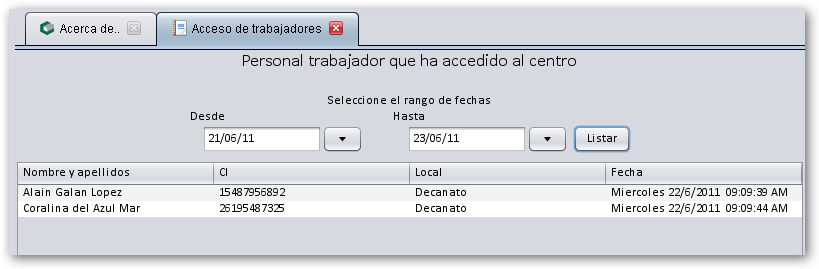 Acerca de.. Acceso de trabajadores
Personal trabajador que ha accedido al centro
Seleccione el rango de fechas
Desde Hasta
21/06/11 23/06/11 Listar
Nombre y apellidos CI Local Fecha
Alain Galan Lopez 15487956892 Decanato Miercoles 22/6/2011 09:09:39 AM
Coralina del Azul Mar 26195487325 Decanato Miercoles 22/6/2011 09:09:44 AM